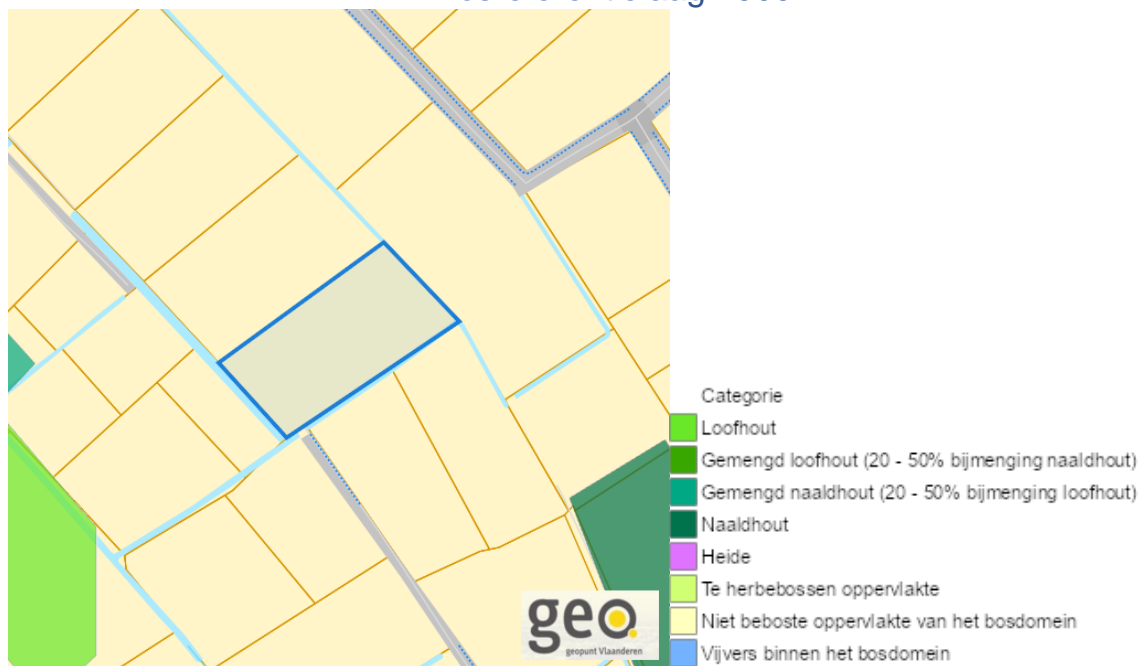 Categorie
Loofhout
Gemengd loofhout (20 - 50% bijmenging naaldhout)
Gemengd naaldhout (20 - 50% bijmenging loofhout)
Naaldhout
Heide
Te herbebossen oppervlakte
Niet beboste oppervlakte van het bosdomein
Vijvers binnen het bosdomein
geo
geopunt Vlaanderen